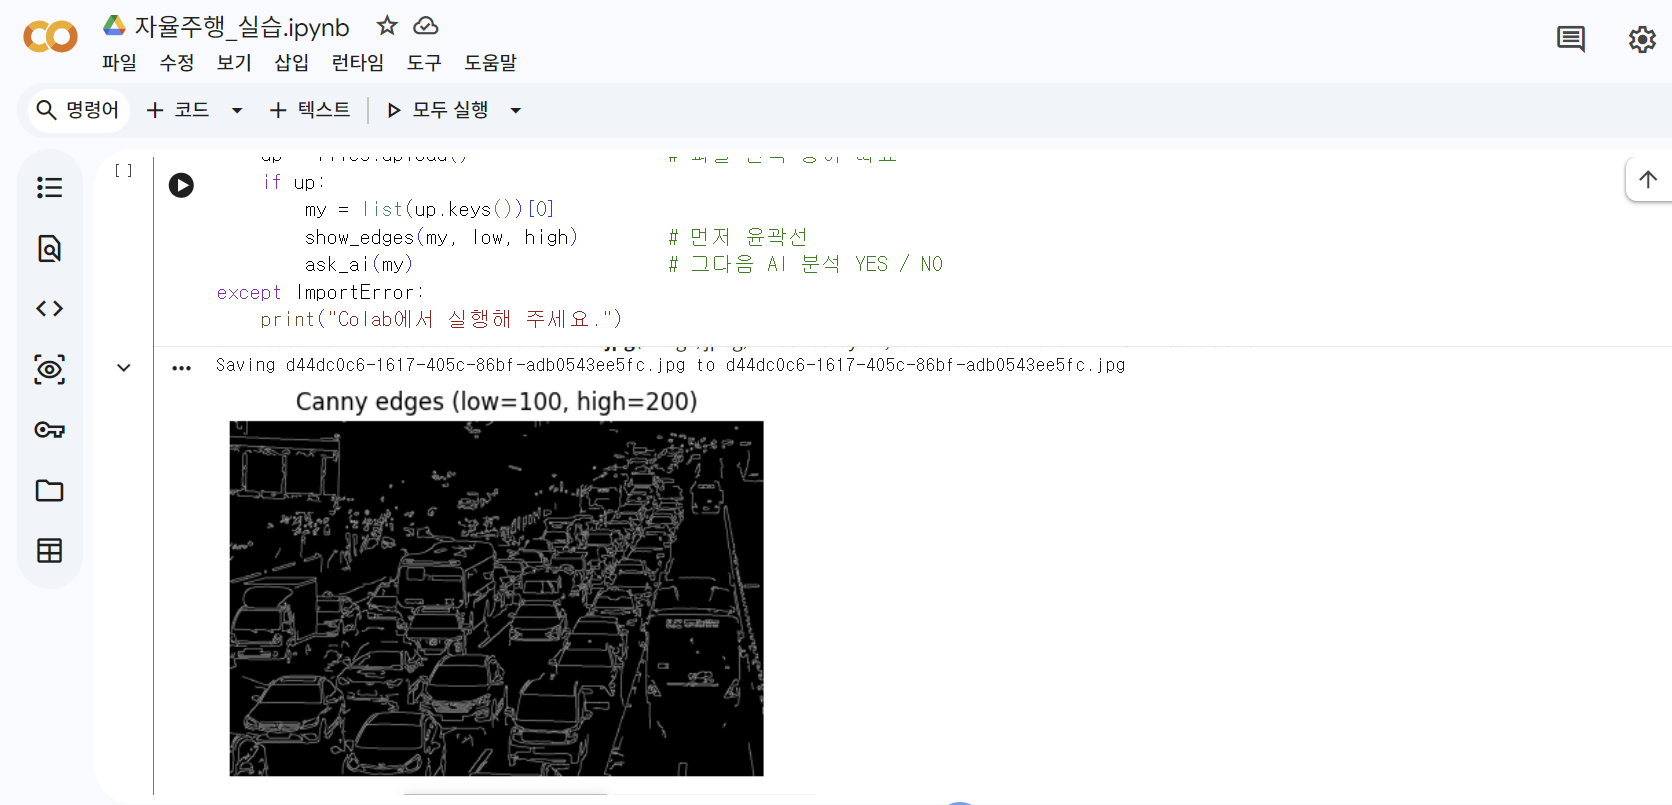 자율주행_실습.ipynb
파일 수정 보기 삽입 런타임 도구 도움말
명령어 + 코드 + 텍스트 모두 실행
[ ]
if up:
my = list(up.keys())[0]
show_edges(my, low, high) # 먼저 윤곽선
ask_ai(my) # 그다음 AI 분석 YES / NO
except ImportError:
print("Colab에서 실행해 주세요.")
Saving d44dc0c6-1617-405c-86bf-adb0543ee5fc.jpg to d44dc0c6-1617-405c-86bf-adb0543ee5fc.jpg
Canny edges (low=100, high=200)